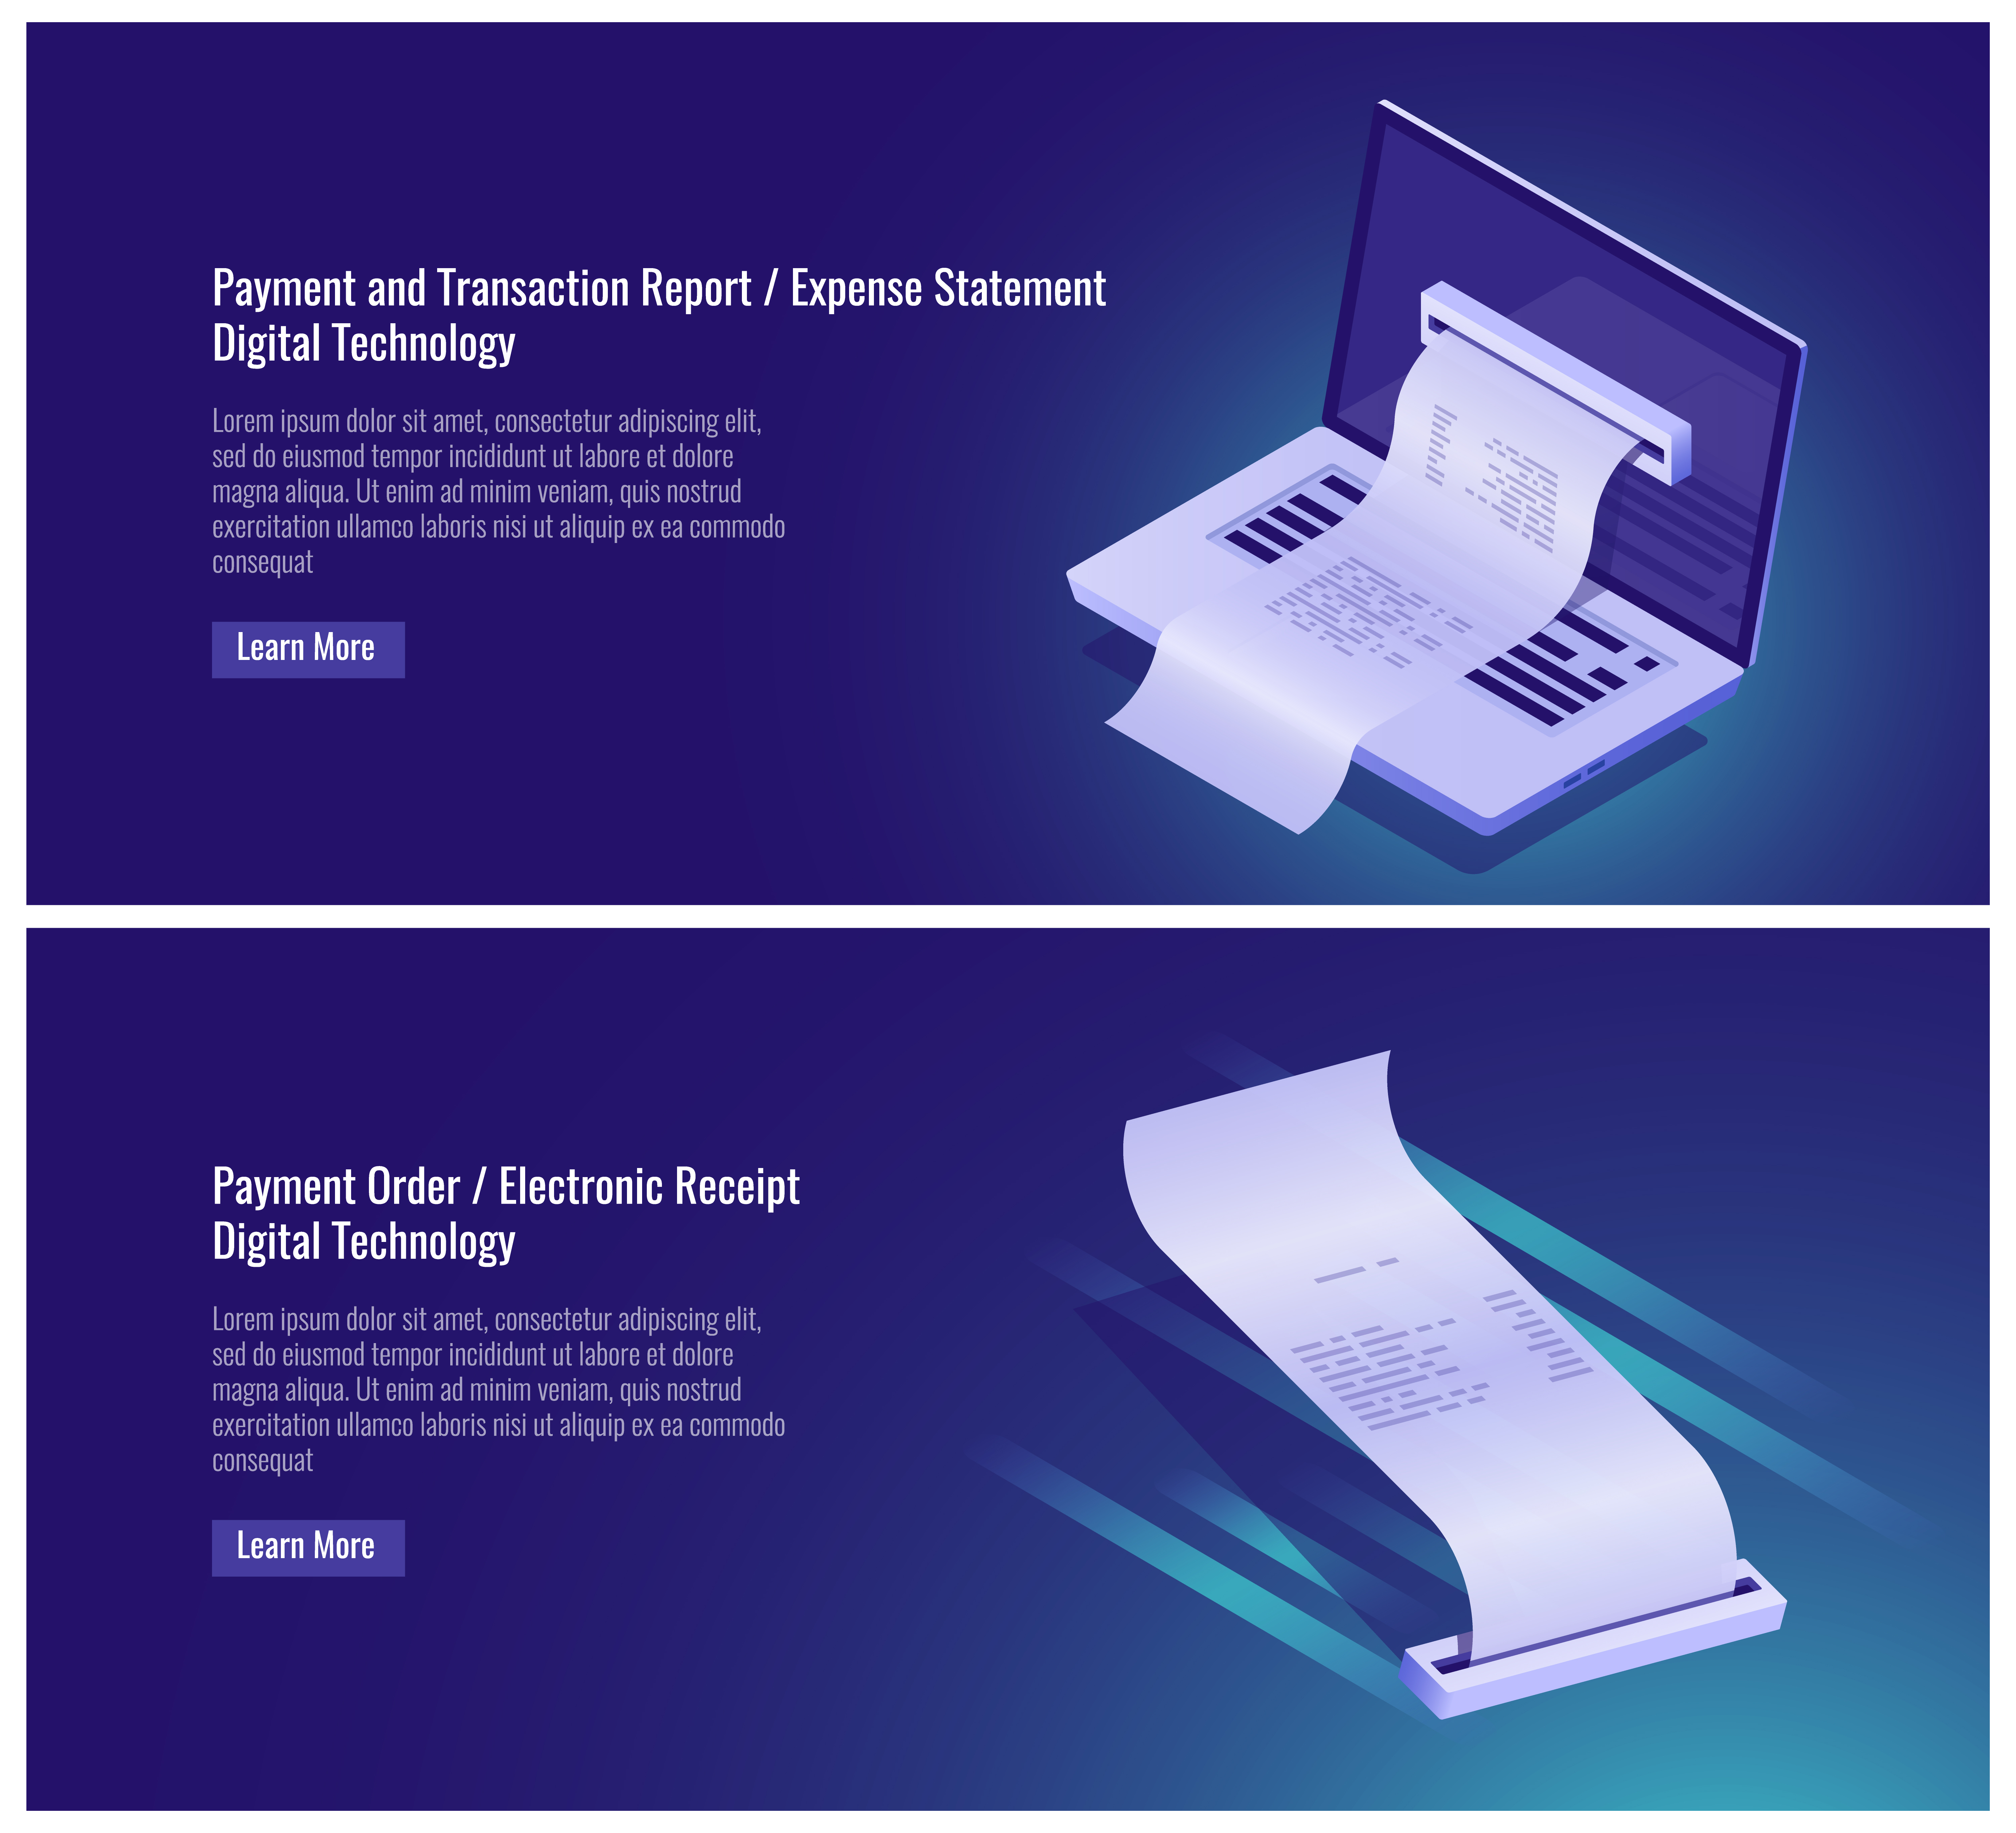 Payment and Transaction Report / Expense Statement
Digital Technology
Lorem ipsum dolor sit amet, consectetur adipiscing elit,
sed do eiusmod tempor incididunt ut labore et dolore
magna aliqua. Ut enim ad minim veniam, quis nostrud
exercitation ullamco laboris nisi ut aliquip ex ea commodo
consequat
Learn More
Payment Order / Electronic Receipt
Digital Technology
Lorem ipsum dolor sit amet, consectetur adipiscing elit,
sed do eiusmod tempor incididunt ut labore et dolore
magna aliqua. Ut enim ad minim veniam, quis nostrud
exercitation ullamco laboris nisi ut aliquip ex ea commodo
consequat
Learn More